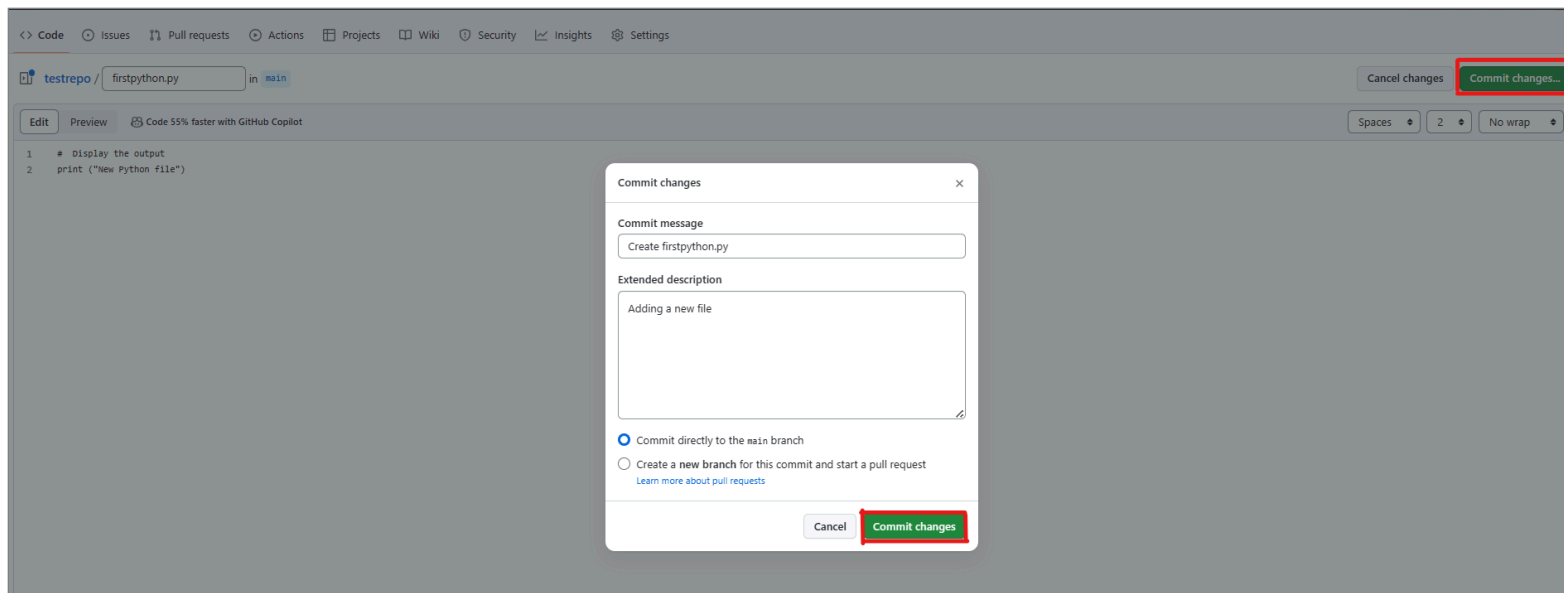 <> Code Issues Pull requests Actions Projects Wiki Security Insights Settings
testrepo / firstpython.py in main Cancel changes Commit changes...
Edit Preview Code 55% faster with GitHub Copilot Spaces 2 No wrap
1 # Display the output
2 print ("New Python file")
Commit changes ×
Commit message
Create firstpython.py
Extended description
Adding a new file
Commit directly to the main branch
Create a new branch for this commit and start a pull request
Learn more about pull requests
Cancel Commit changes